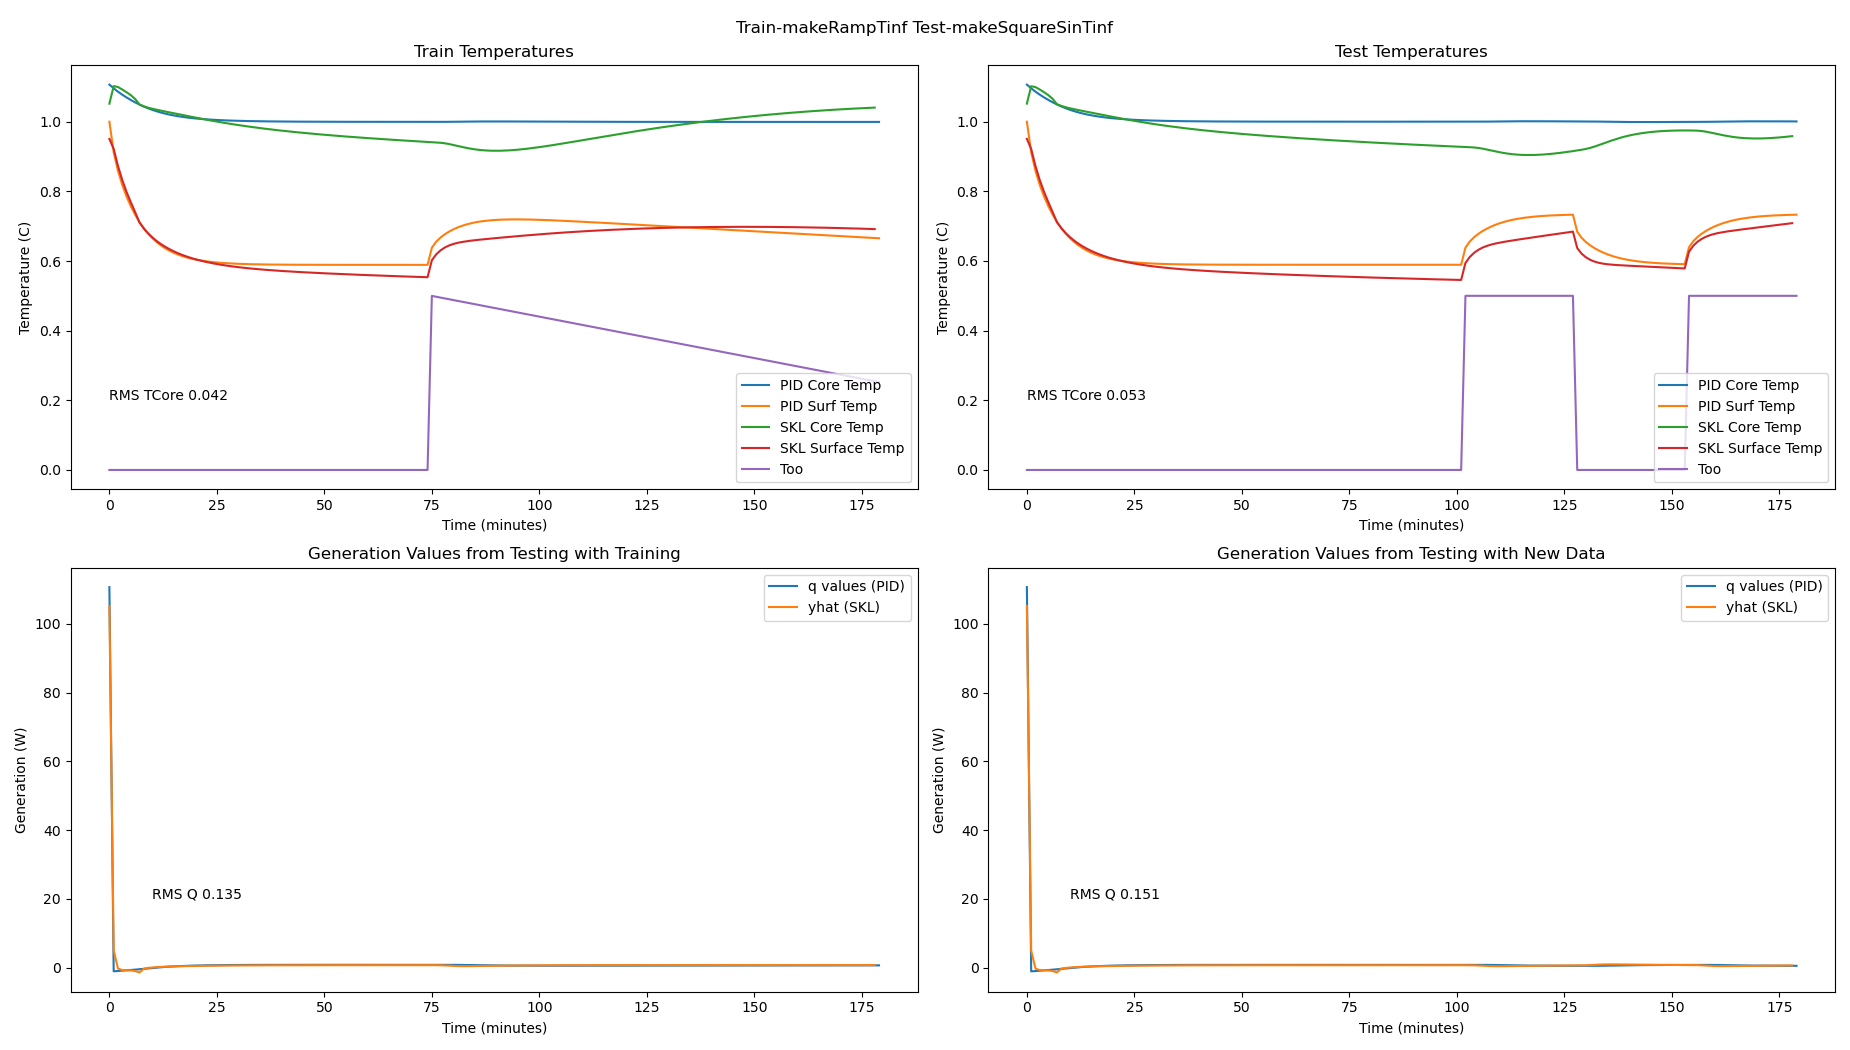 Train-makeRampTinf Test-makeSquareSinTinf
Train Temperatures
Temperature (C)
1.0
0.8
0.6
0.4
0.2
0.0
RMS TCore 0.042
PID Core Temp
PID Surf Temp
SKL Core Temp
SKL Surface Temp
Too
0 25 50 75 100 125 150 175
Time (minutes)
Test Temperatures
Temperature (C)
1.0
0.8
0.6
0.4
0.2
0.0
RMS TCore 0.053
PID Core Temp
PID Surf Temp
SKL Core Temp
SKL Surface Temp
Too
0 25 50 75 100 125 150 175
Time (minutes)
Generation Values from Testing with Training
Generation (W)
100
80
60
40
20
0
q values (PID)
yhat (SKL)
RMS Q 0.135
0 25 50 75 100 125 150 175
Time (minutes)
Generation Values from Testing with New Data
Generation (W)
100
80
60
40
20
0
q values (PID)
yhat (SKL)
RMS Q 0.151
0 25 50 75 100 125 150 175
Time (minutes)